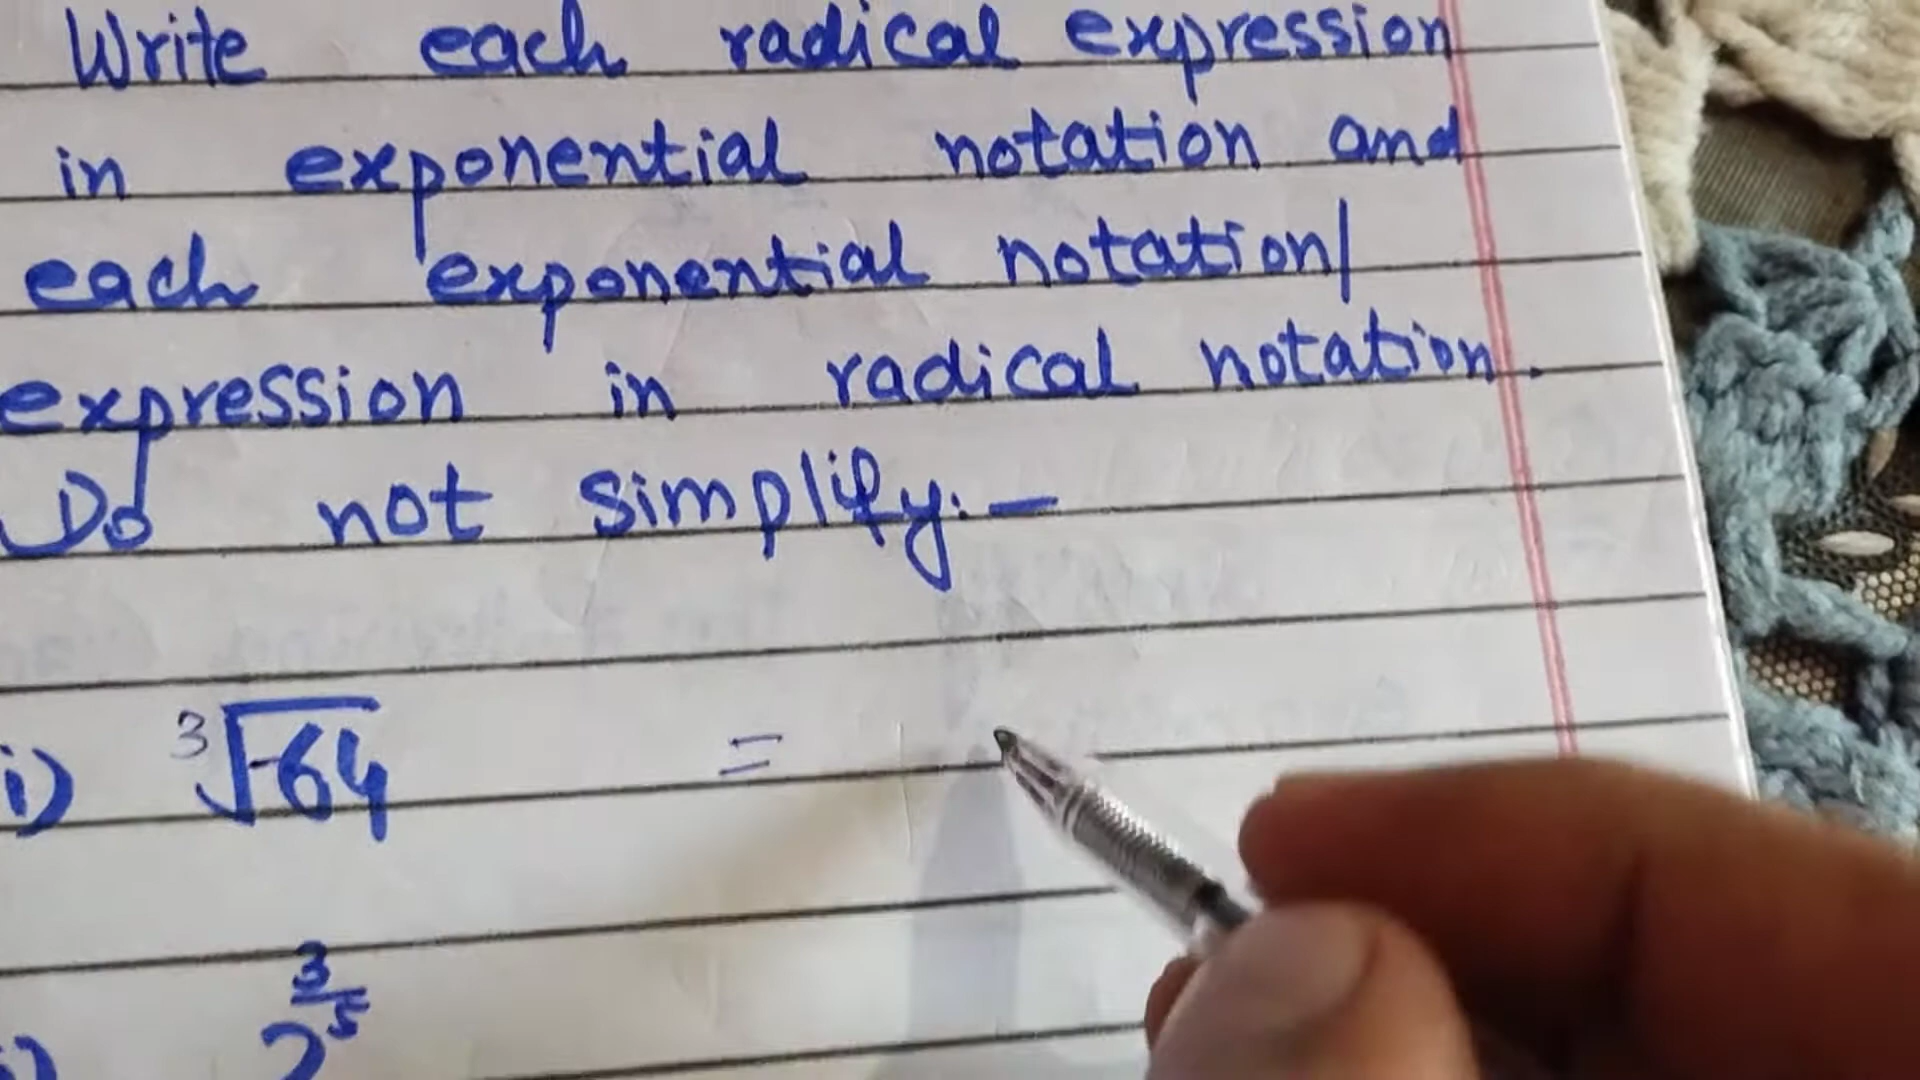 Write each radical expression
in exponential notation and
each exponential notation/
expression in radical notation.
Do not simplify:-
i) ∛-64 =
2^3/5